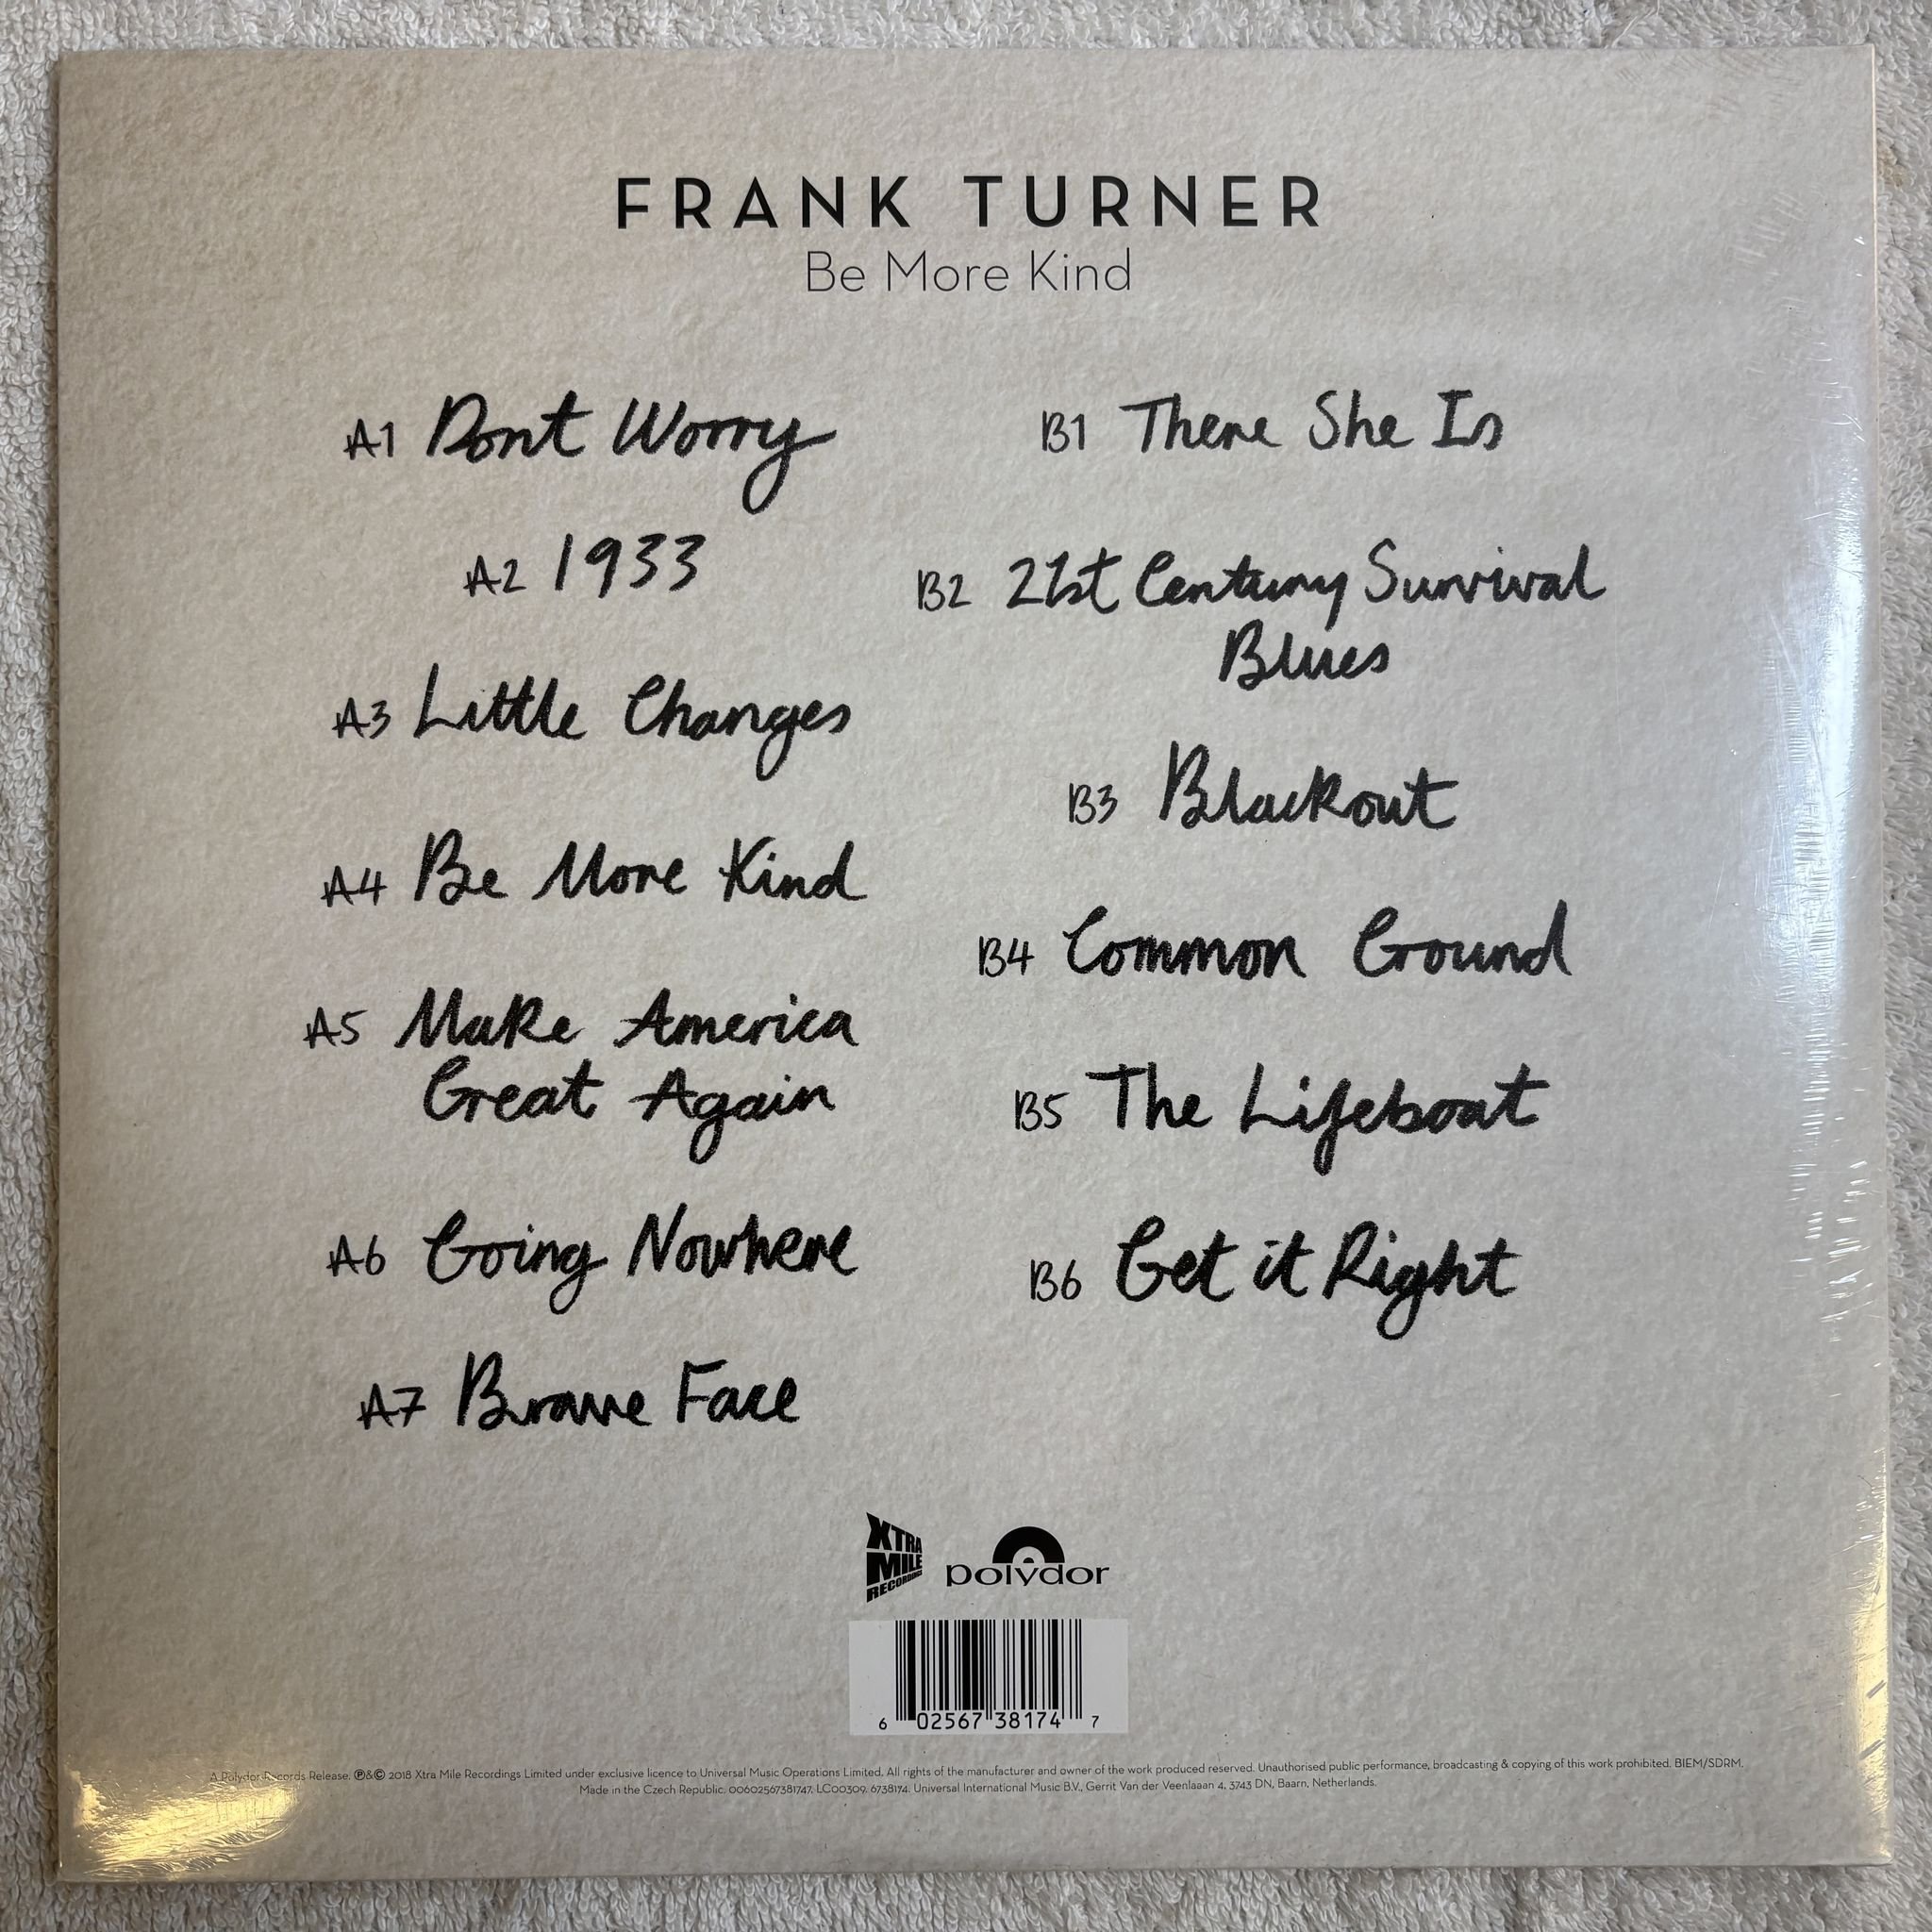 FRANK TURNER
Be More Kind
A1 Dont Worry
A2 1933
A3 Little Changes
A4 Be More Kind
A5 Make America
Great Again
A6 Going Nowhere
A7 Brave Face
B1 There She Is
B2 21st Century Survival
Blues
B3 Blackout
B4 Common Ground
B5 The Lifeboat
B6 Get it Right
XTRA
MILE
RECORDINGS
polydor
6 02567 38174 7
A Polydor Records Release. ℗&© 2018 Xtra Mile Recordings Limited under exclusive licence to Universal Music Operations Limited. All rights of the manufacturer and owner of the work produced reserved. Unauthorised public performance, broadcasting & copying of this work prohibited. BIEM/SDRM.
Made in the Czech Republic. 00602567381747. LC00309. 6738174. Universal International Music B.V., Gerrit Van der Veenlaaan 4, 3743 DN, Baarn, Netherlands.